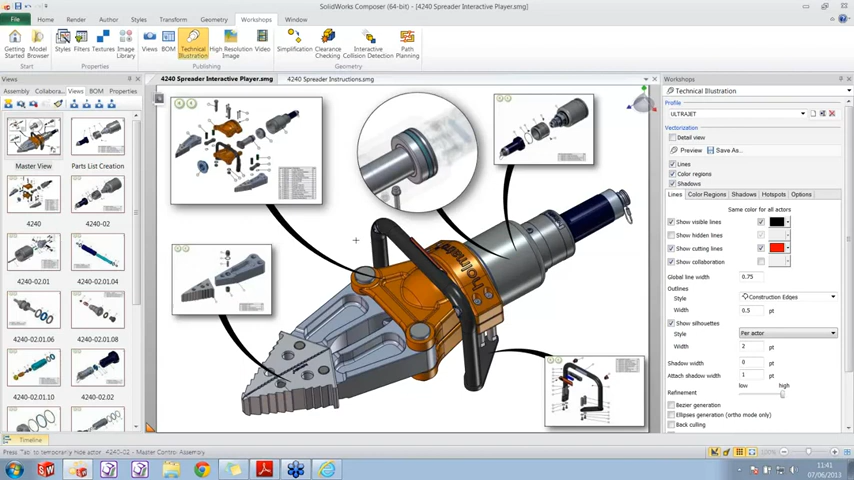 SolidWorks Composer (64-bit) - [4240 Spreader Interactive Player.smg]
File Home Render Author Styles Transform Geometry Workshops Window
Getting Started
Model Browser
Styles
Filters
Textures
Image Library
Views
BOM
Technical Illustration
High Resolution Image
Video
Simplification
Clearance Checking
Interactive Collision Detection
Path Planning
Start
Publishing
Geometry
Views
Assembly Collabora... Views BOM Properties
Master View
Parts List Creation
4240
4240-02
4240-02.01
4240-02.01.04
4240-02.01.06
4240-02.01.08
4240-02.01.10
4240-02.02
4240 Spreader Interactive Player.smg
4240 Spreader Instructions.smg
holmatro
Workshops
Technical Illustration
Profile
ULTRAJET
Vectorization
Detail view
Preview Save As...
Lines
Color regions
Shadows
Lines Color Regions Shadows Hotspots Options
Same color for all actors
Show visible lines
Show hidden lines
Show cutting lines
Show collaboration
Global line width 0.75
Outlines
Style Construction Edges
Width 0.5 pt
Show silhouettes
Style Per actor
Width 2 pt
Shadow width 0 pt
Attach shadow width 1 pt
low high
Refinement
Bezier generation
Ellipses generation (ortho mode only)
Back culling
Timeline
Press 'Tab' to temporarily hide actor: 4240-02 - Master Control Assembly
100%
11:41
07/06/2013